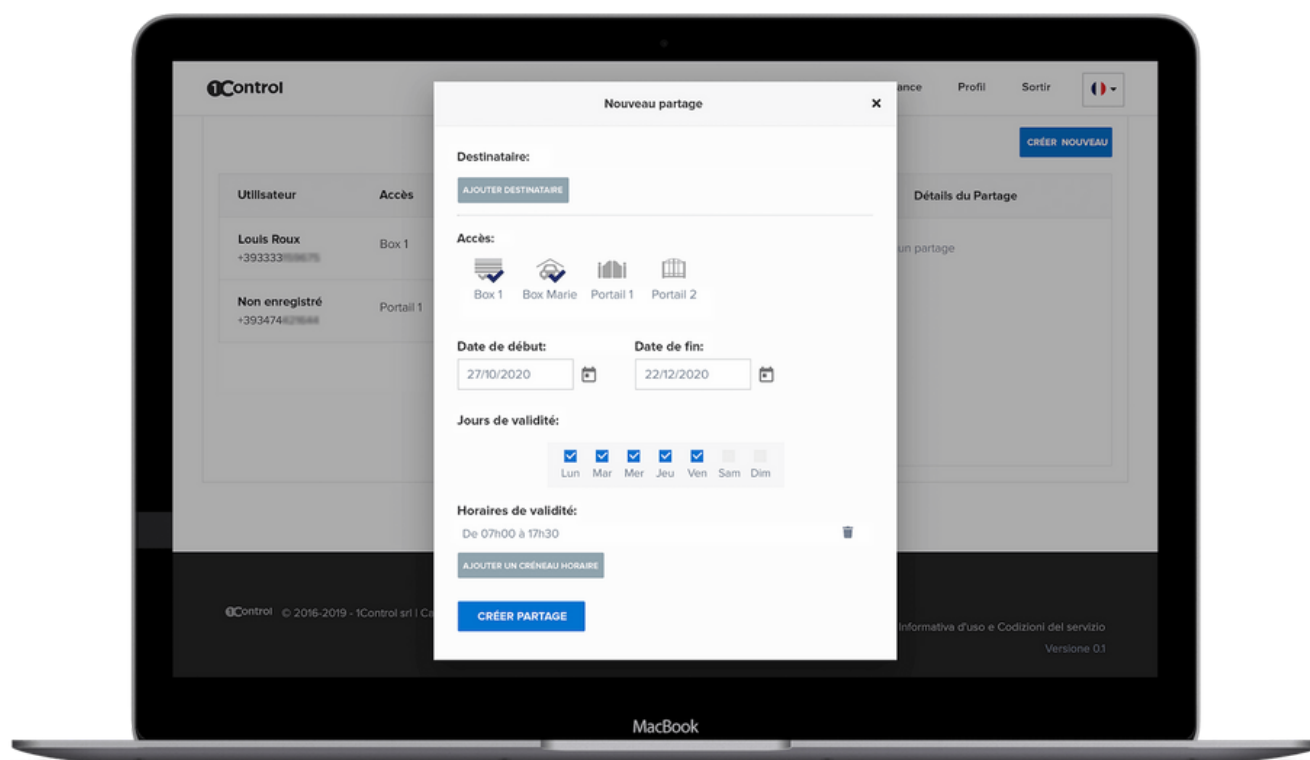 1Control
ance Profil Sortir
CRÉER NOUVEAU
Utilisateur Accès Détails du Partage
Louis Roux Box 1
+393333
un partage
Non enregistré Portail 1
+393474
Nouveau partage ×
Destinataire:
AJOUTER DESTINATAIRE
Accès:
Box 1 Box Marie Portail 1 Portail 2
Date de début: Date de fin:
27/10/2020 22/12/2020
Jours de validité:
Lun Mar Mer Jeu Ven Sam Dim
Horaires de validité:
De 07h00 à 17h30
AJOUTER UN CRÉNEAU HORAIRE
CRÉER PARTAGE
1Control © 2016-2019 - 1Control srl | Ca
Informativa d'uso e Codizioni del servizio
Versione 0.1
MacBook